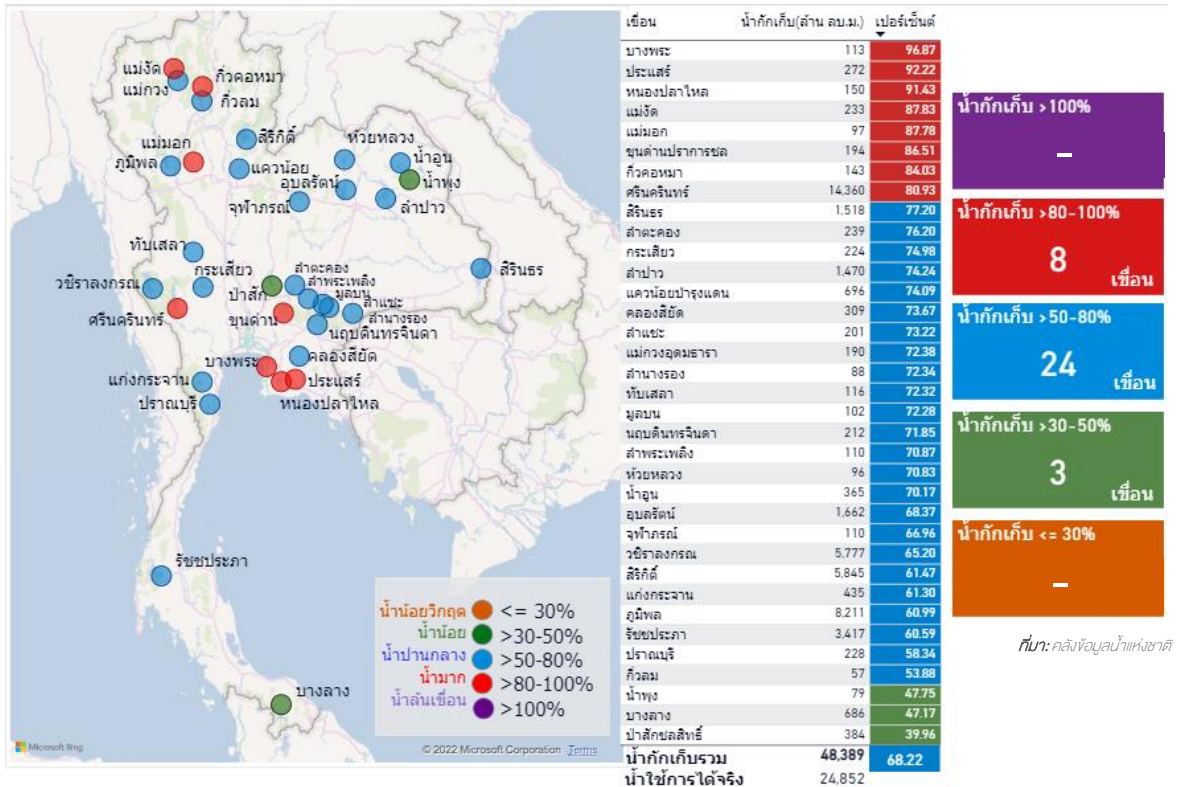 แม่งัด
แม่กวง
กิ่วคอหมา
กิ่วลม
สิริกิติ์
ห้วยหลวง
แม่มอก
ภูมิพล
แควน้อย
น้ำอูน
อุบลรัตน์
น้ำพุง
จุฬาภรณ์
ลำปาว
ทับเสลา
สิรินธร
กระเสียว
ลำตะคอง
วชิราลงกรณ
ลำพระเพลิง
ป่าสัก
มูลบน
ลำแชะ
ศรีนครินทร์
ขุนด่าน
ลำนางรอง
นฤบดินทรจินดา
คลองสียัด
บางพระ
แก่งกระจาน
ประแสร์
ปราณบุรี
หนองปลาไหล
รัชชประภา
บางลาง
น้ำน้อยวิกฤต <= 30%
น้ำน้อย >30-50%
น้ำปานกลาง >50-80%
น้ำมาก >80-100%
น้ำล้นเขื่อน >100%
Microsoft Bing
© 2022 Microsoft Corporation Terms
เขื่อน น้ำกักเก็บ(ล้าน ลบ.ม.) เปอร์เซ็นต์
บางพระ 113 96.87
ประแสร์ 272 92.22
หนองปลาไหล 150 91.43
แม่งัด 233 87.83
แม่มอก 97 87.78
ขุนด่านปราการชล 194 86.51
กิ่วคอหมา 143 84.03
ศรีนครินทร์ 14,360 80.93
สิรินธร 1,518 77.20
ลำตะคอง 239 76.20
กระเสียว 224 74.98
ลำปาว 1,470 74.24
แควน้อยบำรุงแดน 696 74.09
คลองสียัด 309 73.67
ลำแชะ 201 73.22
แม่กวงอุดมธารา 190 72.38
ลำนางรอง 88 72.34
ทับเสลา 116 72.32
มูลบน 102 72.28
นฤบดินทรจินดา 212 71.85
ลำพระเพลิง 110 70.87
ห้วยหลวง 96 70.83
น้ำอูน 365 70.17
อุบลรัตน์ 1,662 68.37
จุฬาภรณ์ 110 66.96
วชิราลงกรณ 5,777 65.20
สิริกิติ์ 5,845 61.47
แก่งกระจาน 435 61.30
ภูมิพล 8,211 60.99
รัชชประภา 3,417 60.59
ปราณบุรี 228 58.34
กิ่วลม 57 53.88
น้ำพุง 79 47.75
บางลาง 686 47.17
ป่าสักชลสิทธิ์ 384 39.96
น้ำกักเก็บรวม 48,389 68.22
น้ำใช้การได้จริง 24,852
น้ำกักเก็บ >100%
–
น้ำกักเก็บ >80-100%
8
เขื่อน
น้ำกักเก็บ >50-80%
24
เขื่อน
น้ำกักเก็บ >30-50%
3
เขื่อน
น้ำกักเก็บ <= 30%
–
ที่มา: คลังข้อมูลน้ำแห่งชาติ